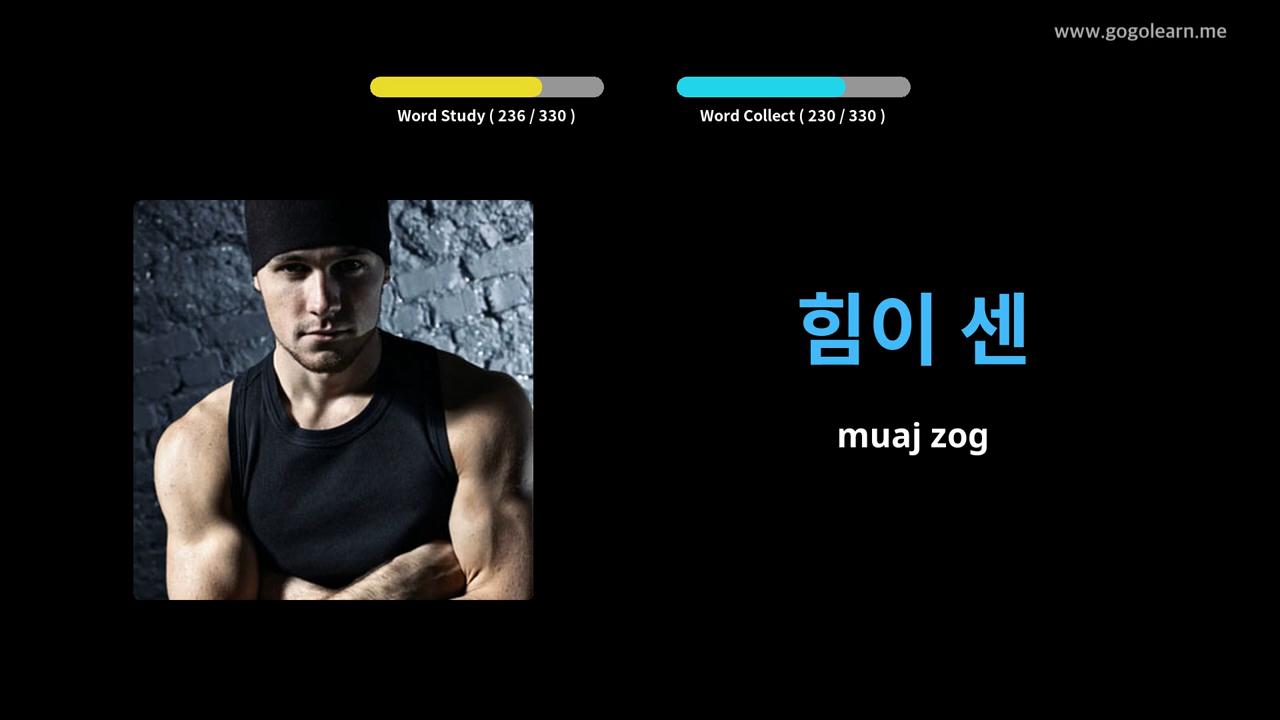 www.gogolearn.me
Word Study ( 236 / 330 )
Word Collect ( 230 / 330 )
힘이 센
muaj zog